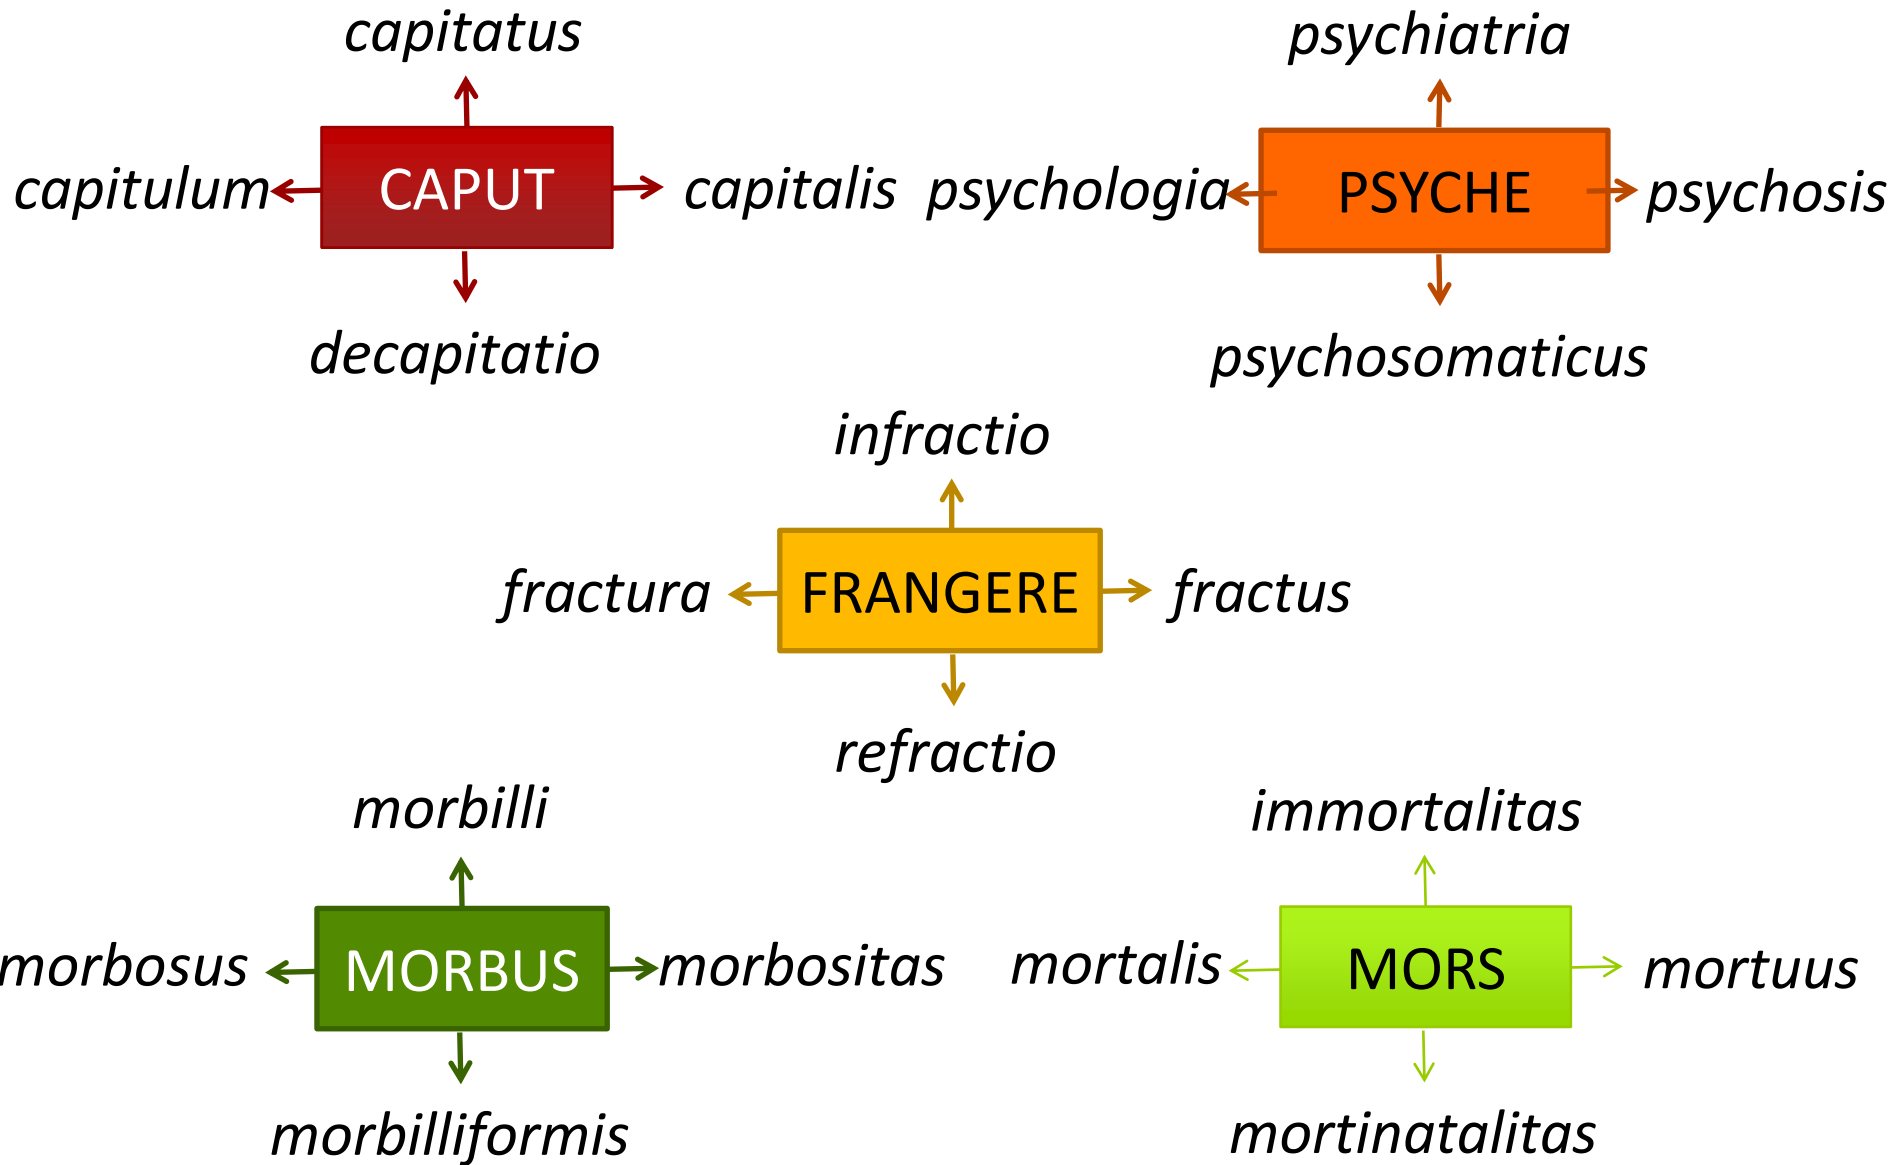 capitatus
psychiatria
capitulum CAPUT capitalis
psychologia PSYCHE psychosis
decapitatio
psychosomaticus
infractio
fractura FRANGERE fractus
refractio
morbilli
immortalitas
morbosus MORBUS morbositas
mortalis MORS mortuus
morbilliformis
mortinatalitas